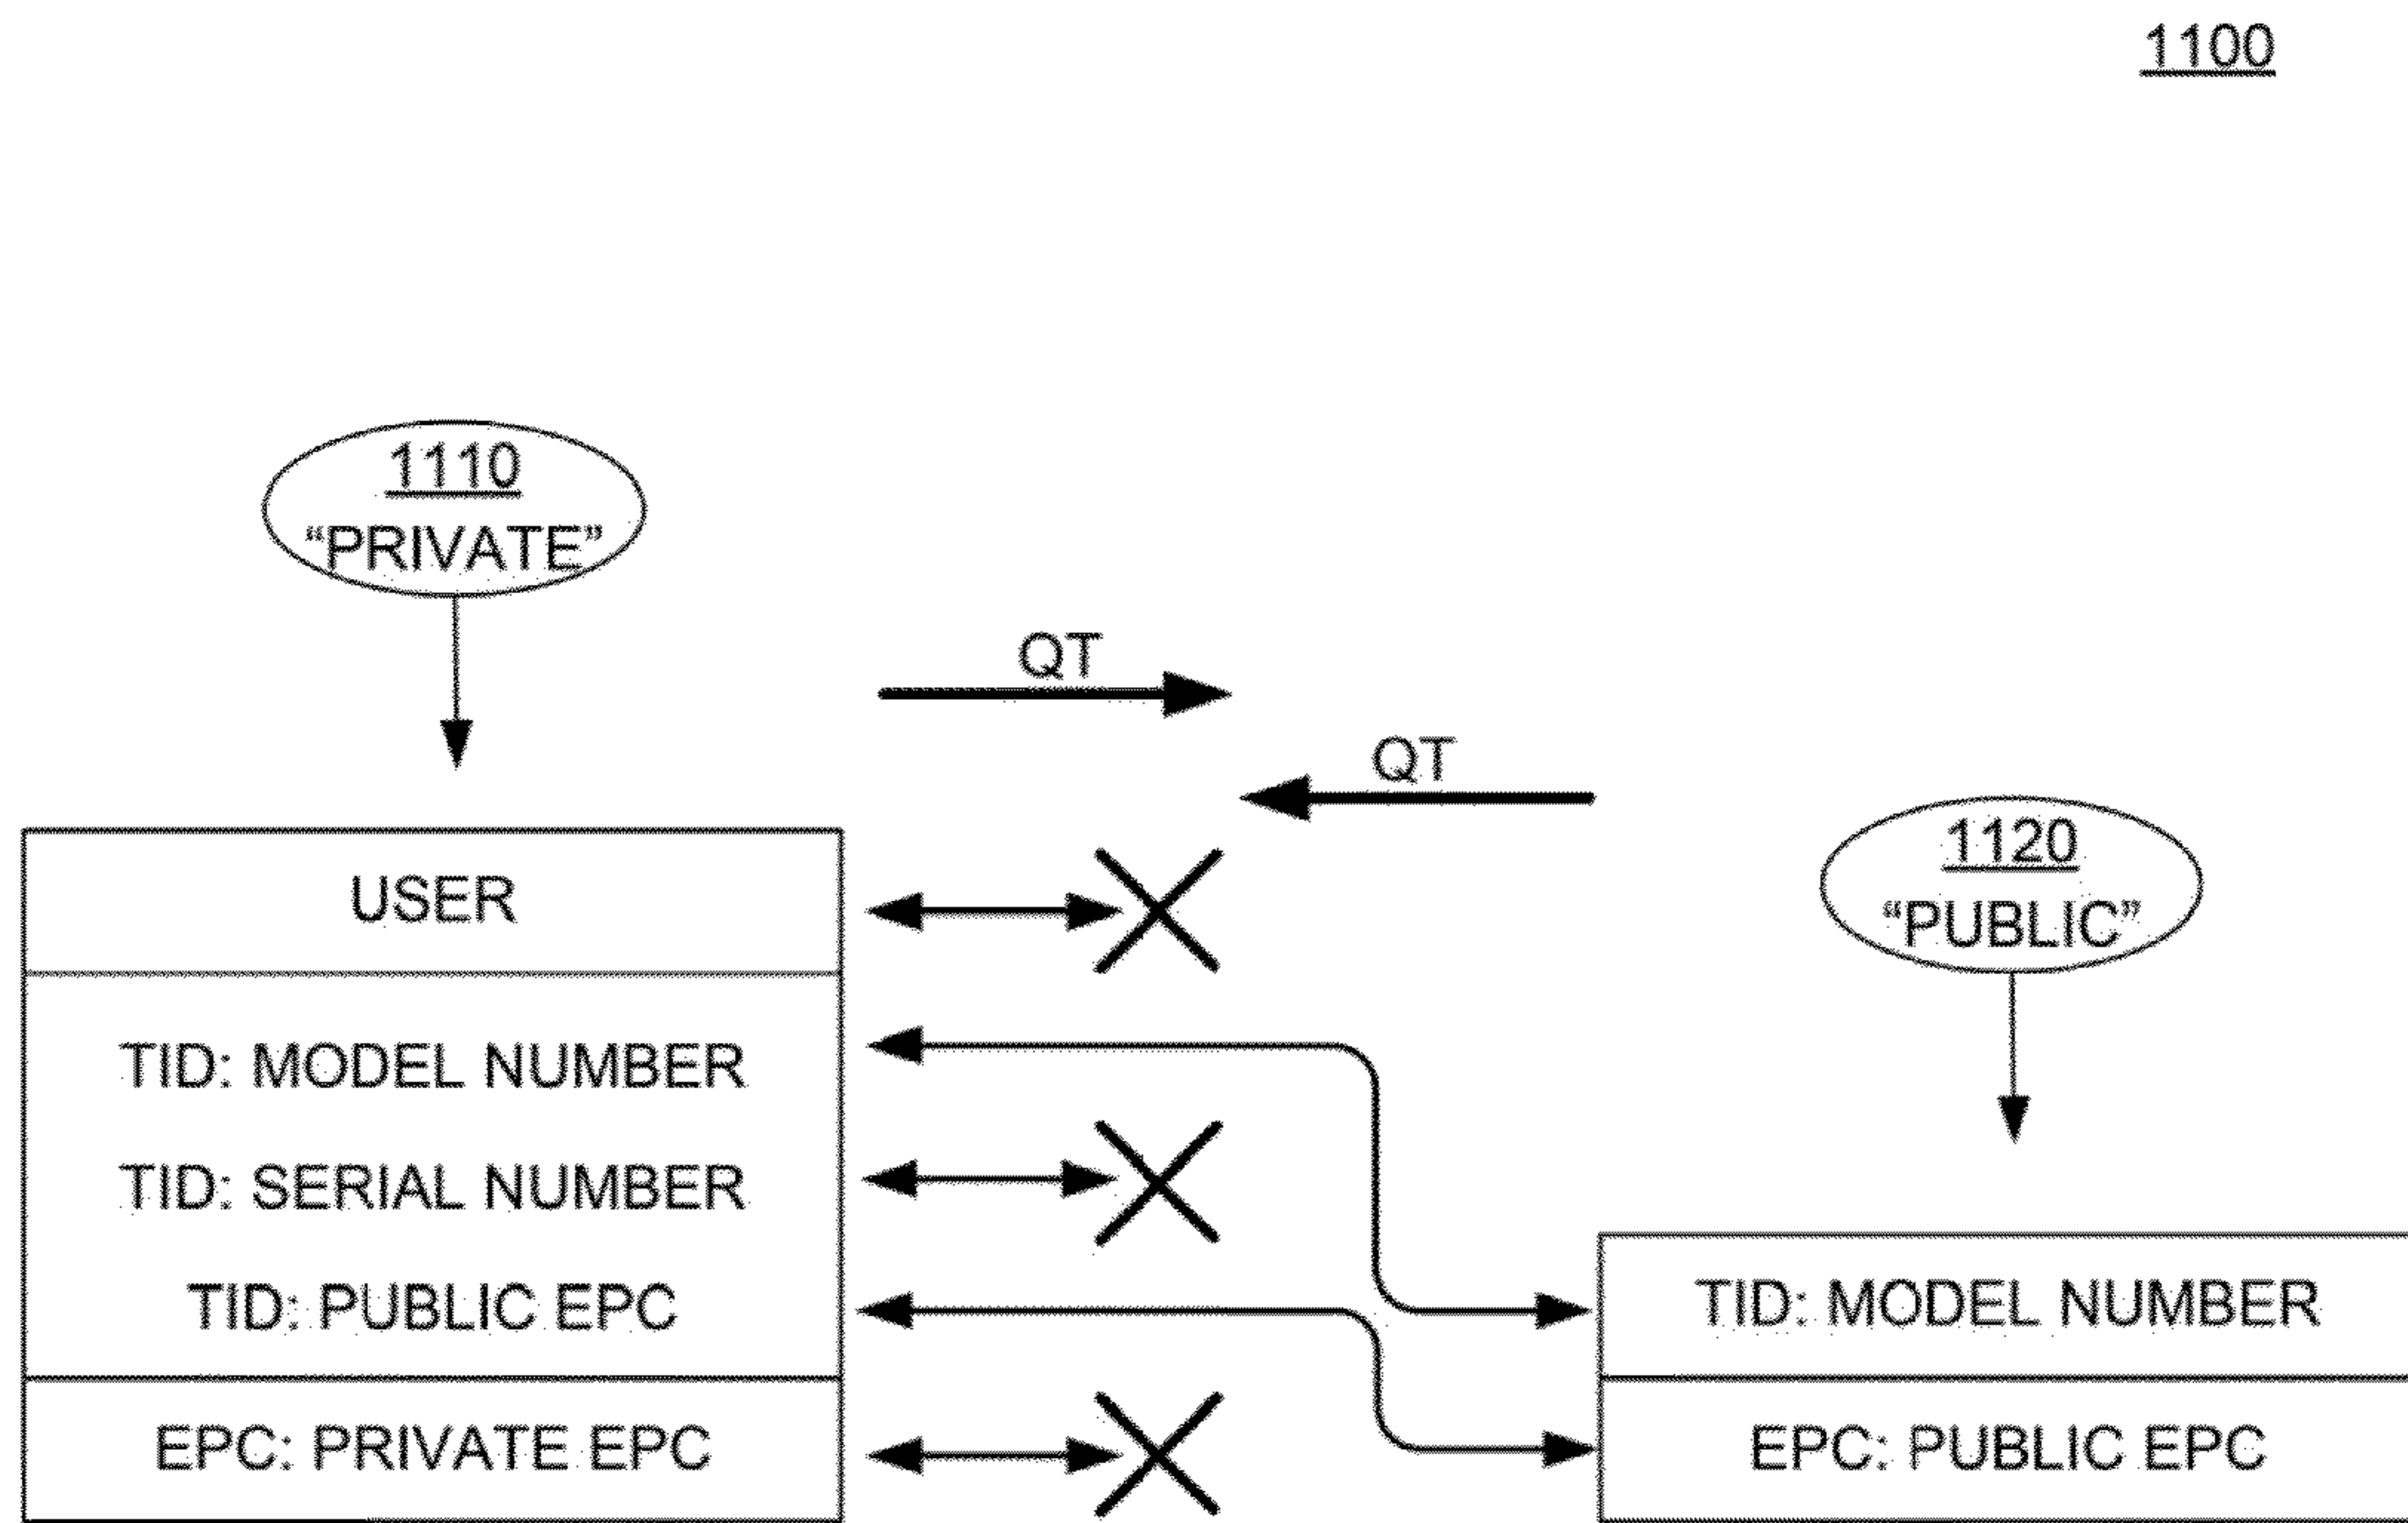 1100
1110
“PRIVATE”
QT
QT
1120
“PUBLIC”
USER
TID: MODEL NUMBER
TID: SERIAL NUMBER
TID: PUBLIC EPC
EPC: PRIVATE EPC
TID: MODEL NUMBER
EPC: PUBLIC EPC